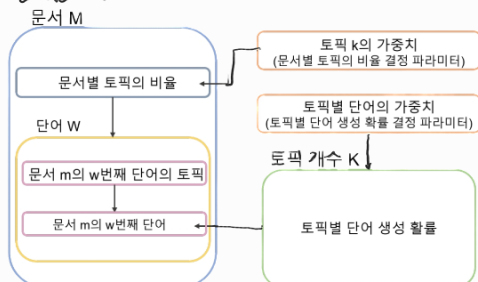 문서 M
토픽 k의 가중치
(문서별 토픽의 비율 결정 파라미터)
문서별 토픽의 비율
토픽별 단어의 가중치
(토픽별 단어 생성 확률 결정 파라미터)
단어 W
토픽 개수 K
문서 m의 w번째 단어의 토픽
문서 m의 w번째 단어
토픽별 단어 생성 활률